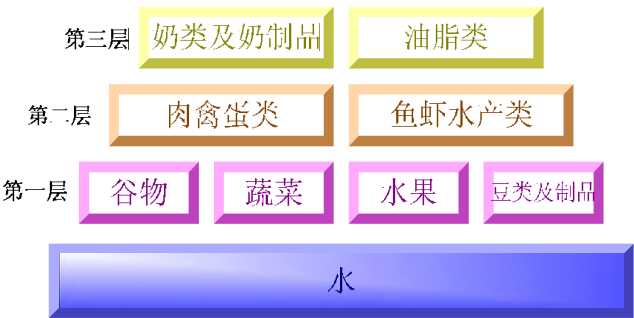 第三层 奶类及奶制品 油脂类
第二层 肉禽蛋类 鱼虾水产类
第一层 谷物 蔬菜 水果 豆类及制品
水